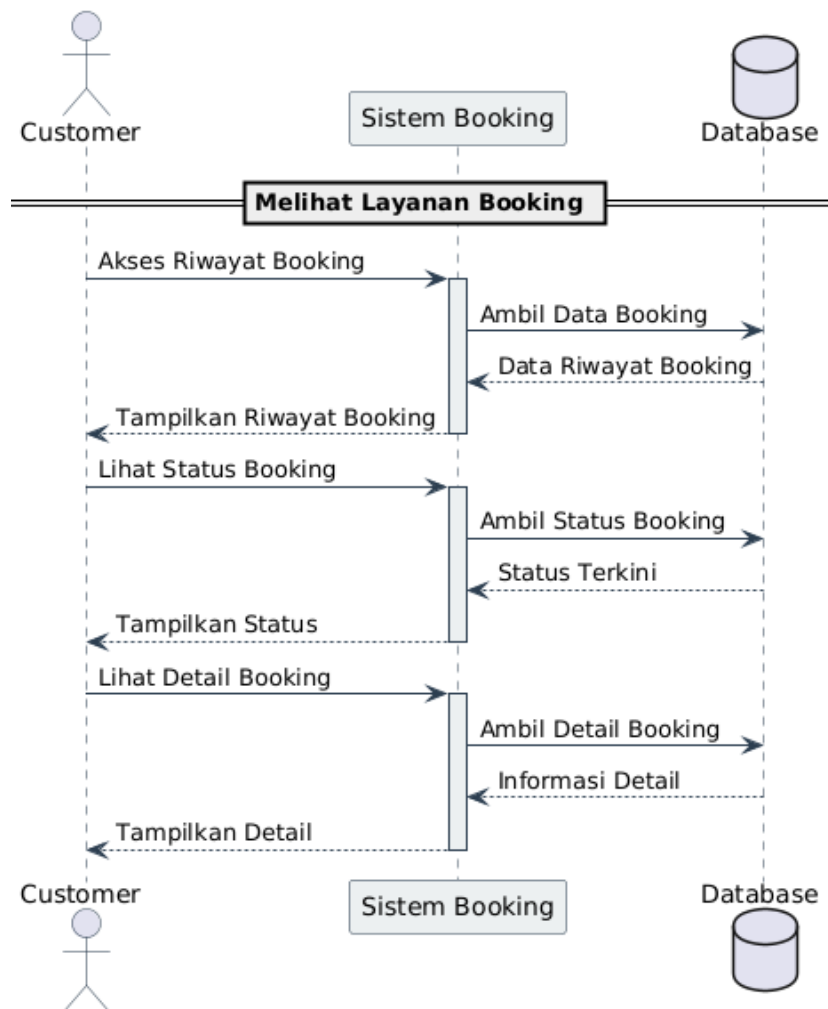 Customer
Sistem Booking
Database
Melihat Layanan Booking
Akses Riwayat Booking
Ambil Data Booking
Data Riwayat Booking
Tampilkan Riwayat Booking
Lihat Status Booking
Ambil Status Booking
Status Terkini
Tampilkan Status
Lihat Detail Booking
Ambil Detail Booking
Informasi Detail
Tampilkan Detail
Customer
Sistem Booking
Database